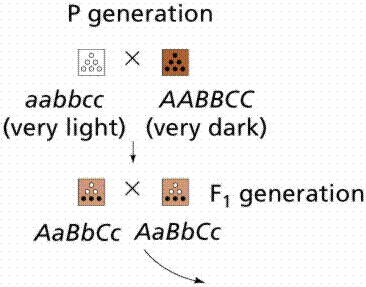 P generation
×
aabbcc AABBCC
(very light) (very dark)
× F₁ generation
AaBbCc AaBbCc